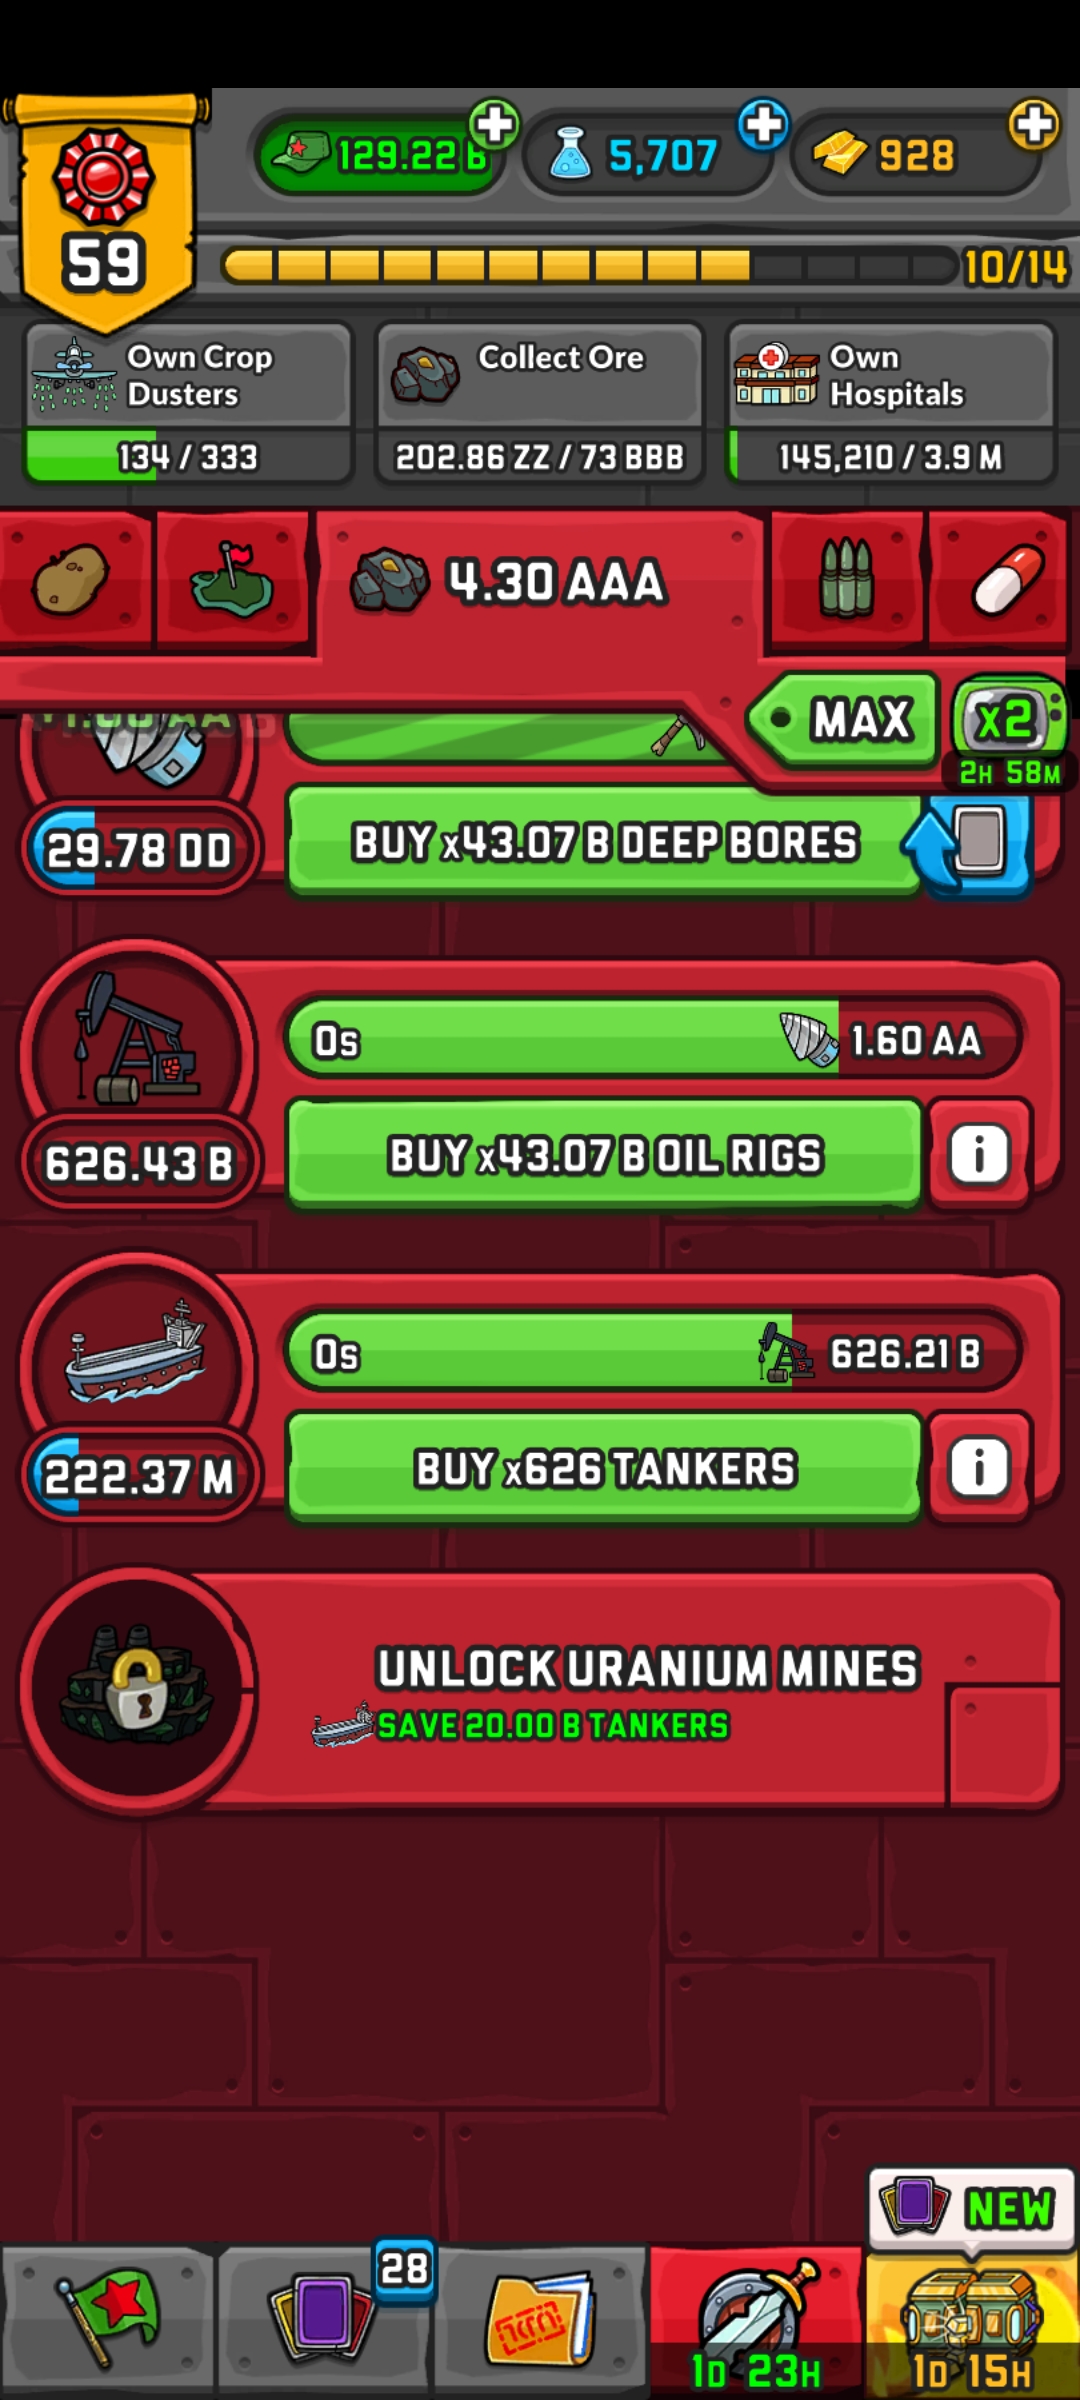 129.22 B
5,707
928
59
10/14
Own Crop
Dusters
134 / 333
Collect Ore
202.86 ZZ / 73 BBB
Own
Hospitals
145,210 / 3.9 M
4.30 AAA
MAX
x2
2H 58M
29.78 DD
BUY x43.07 B DEEP BORES
0s
1.60 AA
626.43 B
BUY x43.07 B OIL RIGS
i
0s
626.21 B
222.37 M
BUY x626 TANKERS
i
UNLOCK URANIUM MINES
SAVE 20.00 B TANKERS
NEW
28
1D 23H
1D 15H